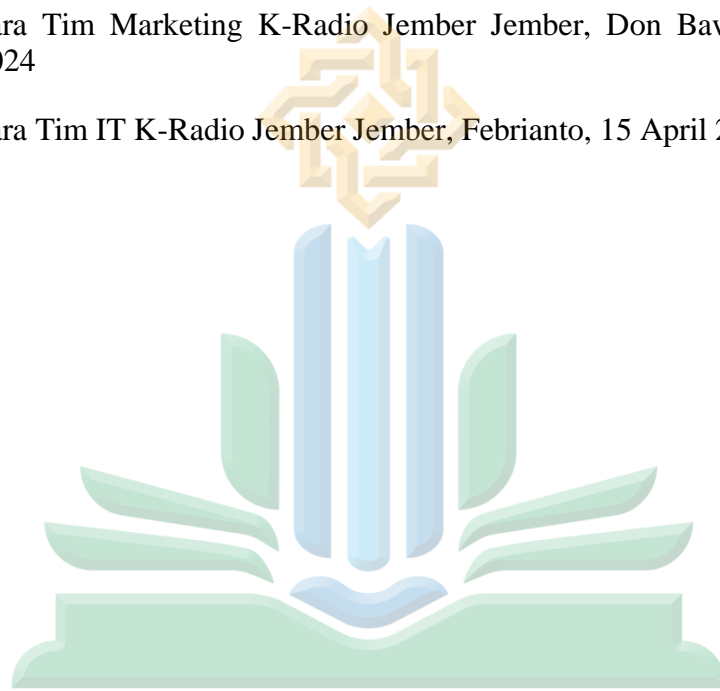 ara Tim Marketing K-Radio Jember Jember, Don Bav
024
ara Tim IT K-Radio Jember Jember, Febrianto, 15 April 2